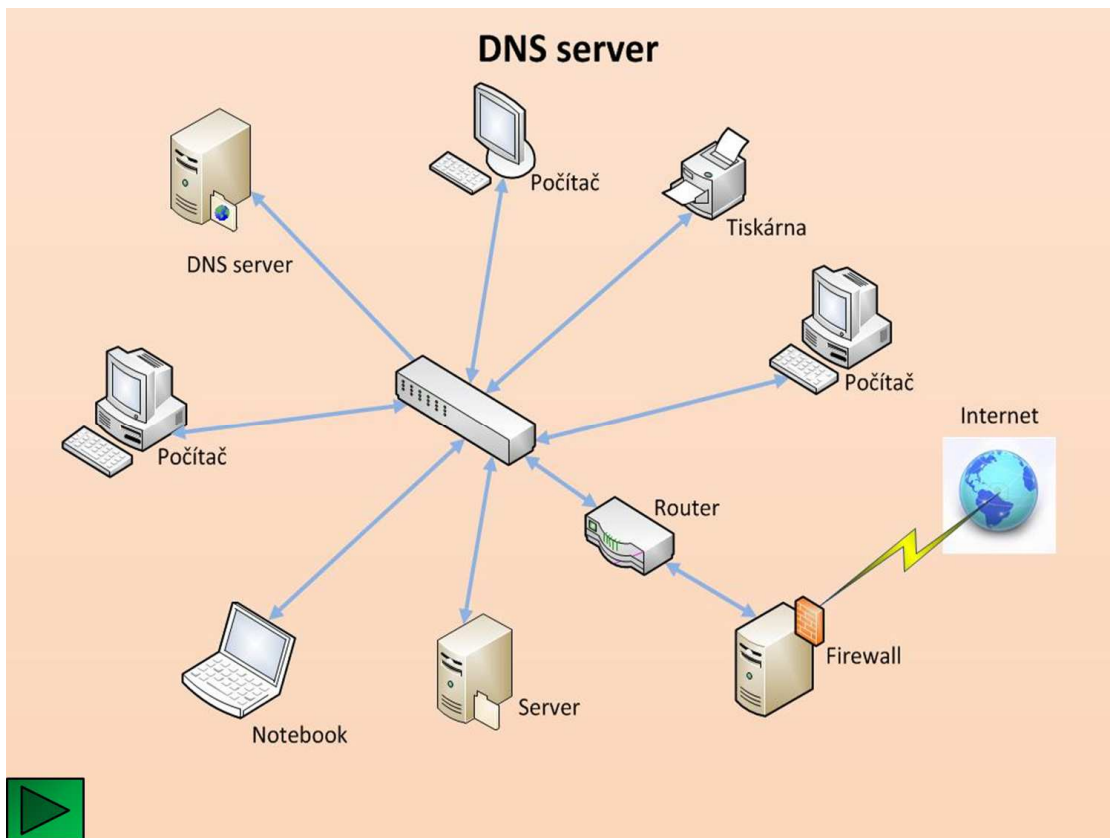 DNS server
Počítač
Tiskárna
DNS server
Počítač
Internet
Počítač
Router
Firewall
Server
Notebook